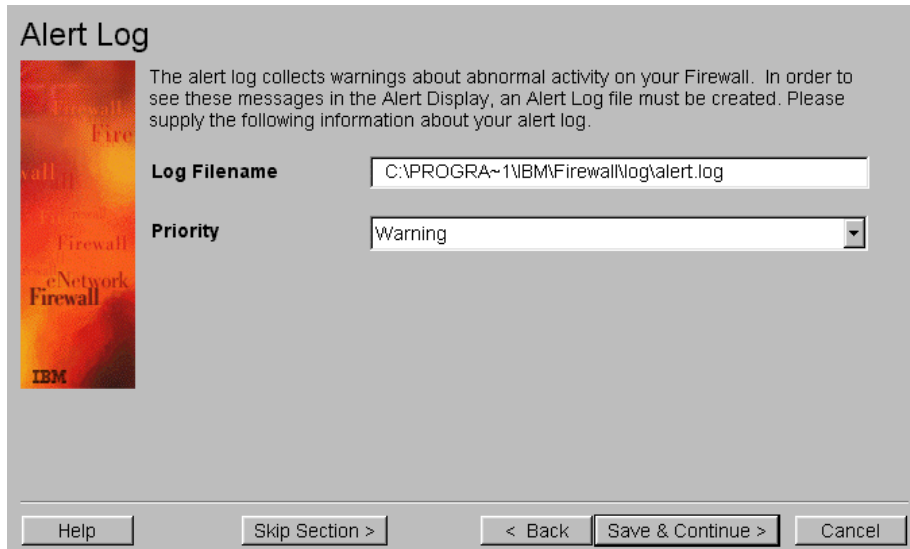 Alert Log
The alert log collects warnings about abnormal activity on your Firewall. In order to
see these messages in the Alert Display, an Alert Log file must be created. Please
supply the following information about your alert log.
Firewall
Fire
wall
Log Filename
C:\PROGRA~1\IBM\Firewall\log\alert.log
Priority
Warning
Firewall
eNetwork
Firewall
IBM
Help
Skip Section >
< Back
Save & Continue >
Cancel